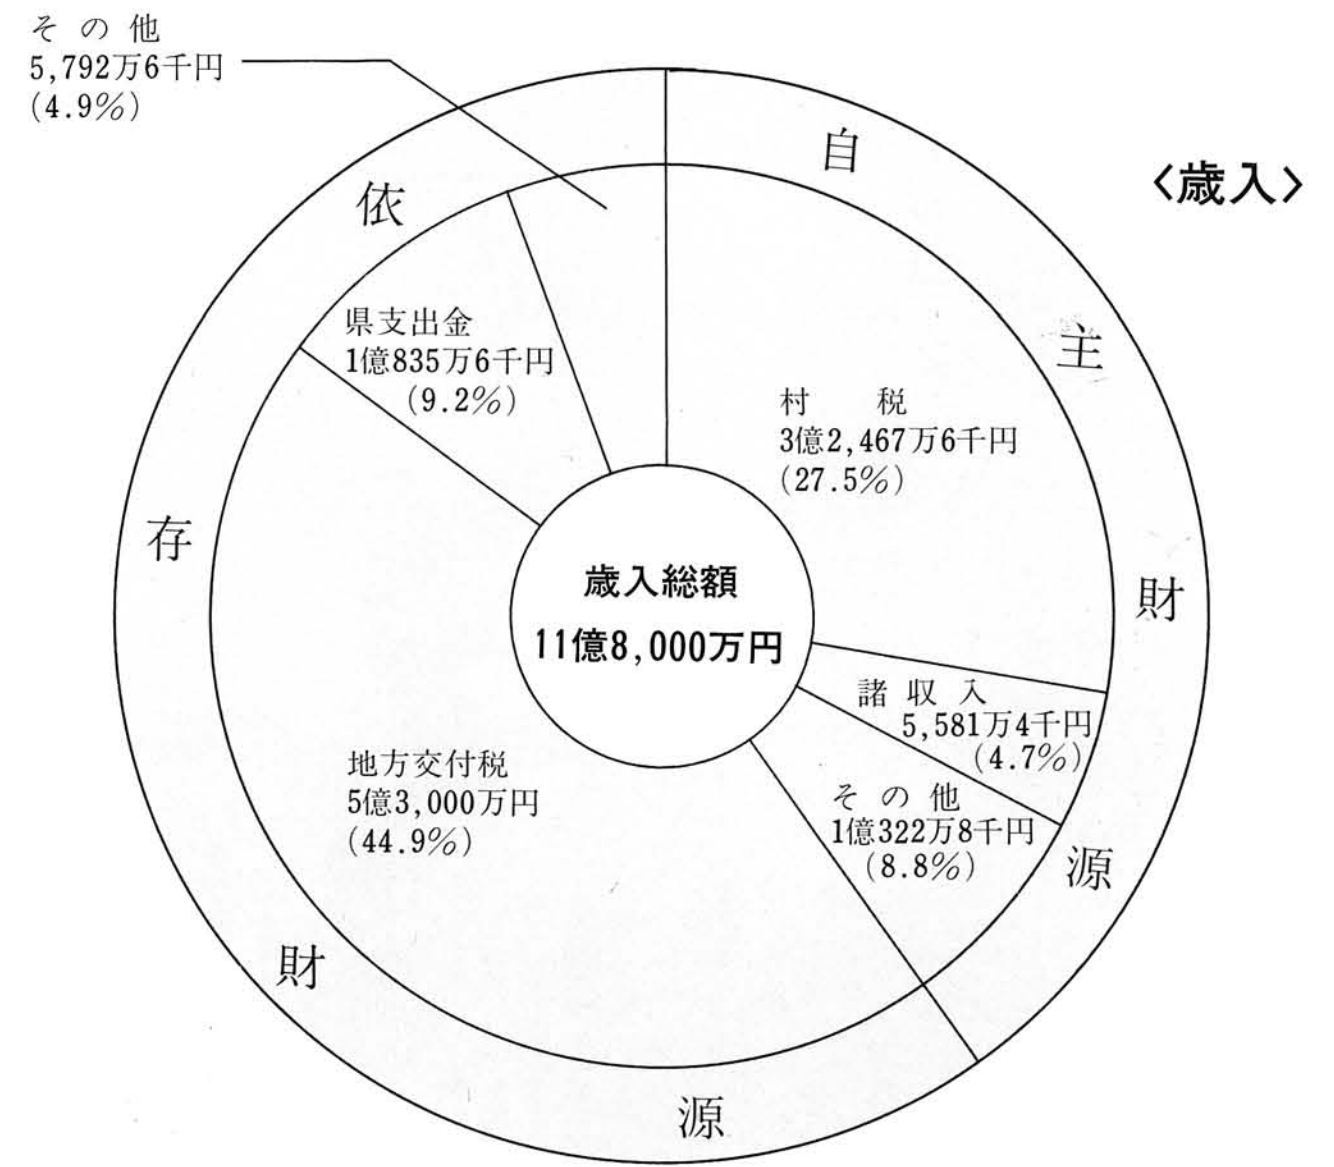 〈歳入〉
その他
5,792万6千円
(4.9%)
自主財源
依存財源
県支出金
1億835万6千円
(9.2%)
村税
3億2,467万6千円
(27.5%)
歳入総額
11億8,000万円
諸収入
5,581万4千円
(4.7%)
その他
1億322万8千円
(8.8%)
地方交付税
5億3,000万円
(44.9%)